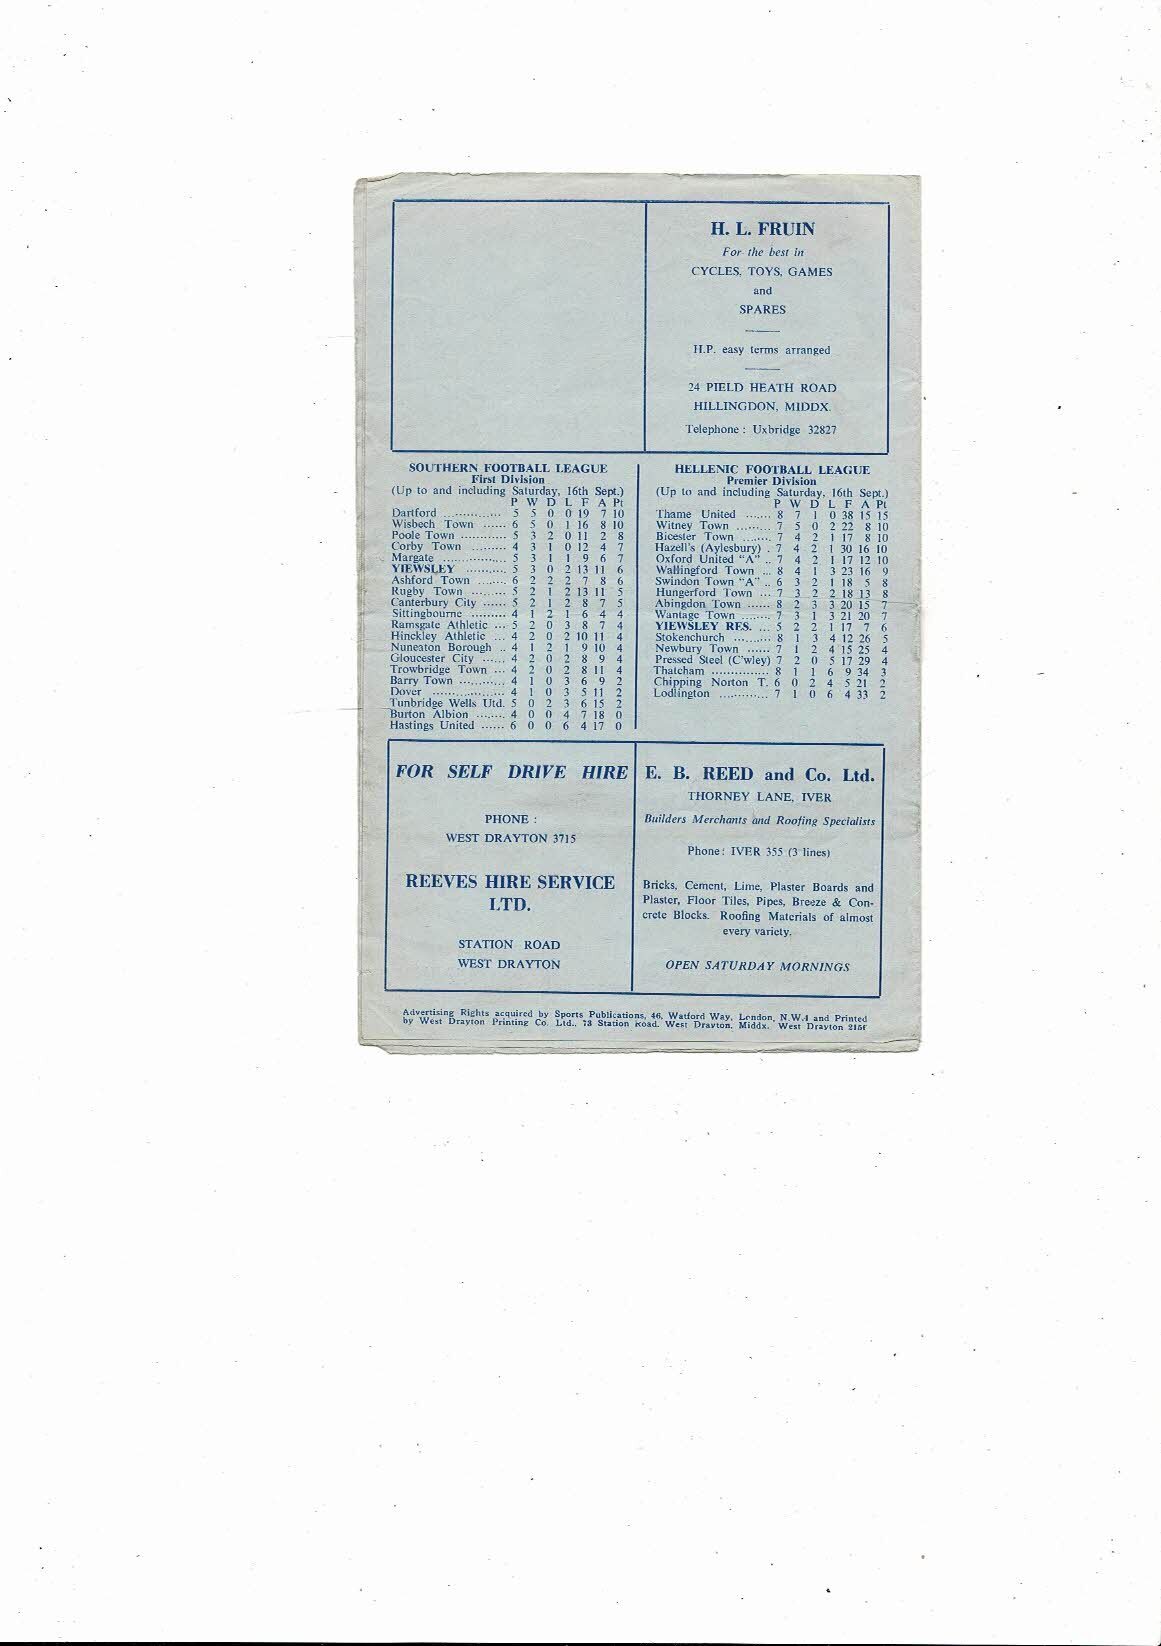 H. L. FRUIN
For the best in
CYCLES, TOYS, GAMES
and
SPARES
H.P. easy terms arranged
24 PIELD HEATH ROAD
HILLINGDON, MIDDX.
Telephone : Uxbridge 32827
SOUTHERN FOOTBALL LEAGUE
First Division
(Up to and including Saturday, 16th Sept.)
P W D L F A Pt
Dartford .............. 5 5 0 0 19 7 10
Wisbech Town ...... 6 5 0 1 16 8 10
Poole Town ............ 5 3 2 0 11 2 8
Corby Town ......... 4 3 1 0 12 4 7
Margate ................ 5 3 1 1 9 6 7
YIEWSLEY .......... 5 3 0 2 13 11 6
Ashford Town ....... 6 2 2 2 7 8 6
Rugby Town ........ 5 2 1 2 13 11 5
Canterbury City ...... 5 2 1 2 8 7 5
Sittingbourne ......... 4 1 2 1 6 4 4
Ramsgate Athletic ... 5 2 0 3 8 7 4
Hinckley Athletic ... 4 2 0 2 10 11 4
Nuneaton Borough .. 4 1 2 1 9 10 4
Gloucester City ...... 4 2 0 2 8 9 4
Trowbridge Town ... 4 2 0 2 8 11 4
Barry Town ........... 4 1 0 3 6 9 2
Dover .................. 4 1 0 3 5 11 2
Tunbridge Wells Utd. 5 0 2 3 6 15 2
Burton Albion ....... 4 0 0 4 7 18 0
Hastings United ...... 6 0 0 6 4 17 0
HELLENIC FOOTBALL LEAGUE
Premier Division
(Up to and including Saturday, 16th Sept.)
P W D L F A Pt
Thame United ....... 8 7 1 0 38 15 15
Witney Town ........ 7 5 0 2 22 8 10
Bicester Town ....... 7 4 2 1 17 8 10
Hazell's (Aylesbury) . 7 4 2 1 30 16 10
Oxford United "A" .. 7 4 2 1 17 12 10
Wallingford Town ... 8 4 1 3 23 16 9
Swindon Town "A" .. 6 3 2 1 18 5 8
Hungerford Town ... 7 3 2 2 18 13 8
Abingdon Town ...... 8 2 3 3 20 15 7
Wantage Town ....... 7 3 1 3 21 20 7
YIEWSLEY RES. ... 5 2 2 1 17 7 6
Stokenchurch ......... 8 1 3 4 12 26 5
Newbury Town ...... 7 1 2 4 15 25 4
Pressed Steel (C'wley) 7 2 0 5 17 29 4
Thatcham .............. 8 1 1 6 9 34 3
Chipping Norton T. 6 0 2 4 5 21 2
Lodlington ............ 7 1 0 6 4 33 2
FOR SELF DRIVE HIRE
PHONE :
WEST DRAYTON 3715
REEVES HIRE SERVICE
LTD.
STATION ROAD
WEST DRAYTON
E. B. REED and Co. Ltd.
THORNEY LANE, IVER
Builders Merchants and Roofing Specialists
Phone: IVER 355 (3 lines)
Bricks, Cement, Lime, Plaster Boards and
Plaster, Floor Tiles, Pipes, Breeze & Con-
crete Blocks. Roofing Materials of almost
every variety.
OPEN SATURDAY MORNINGS
Advertising Rights acquired by Sports Publications, 46, Watford Way, London, N.W.4 and Printed
by West Drayton Printing Co. Ltd., 78 Station Road, West Drayton, Middx. West Drayton